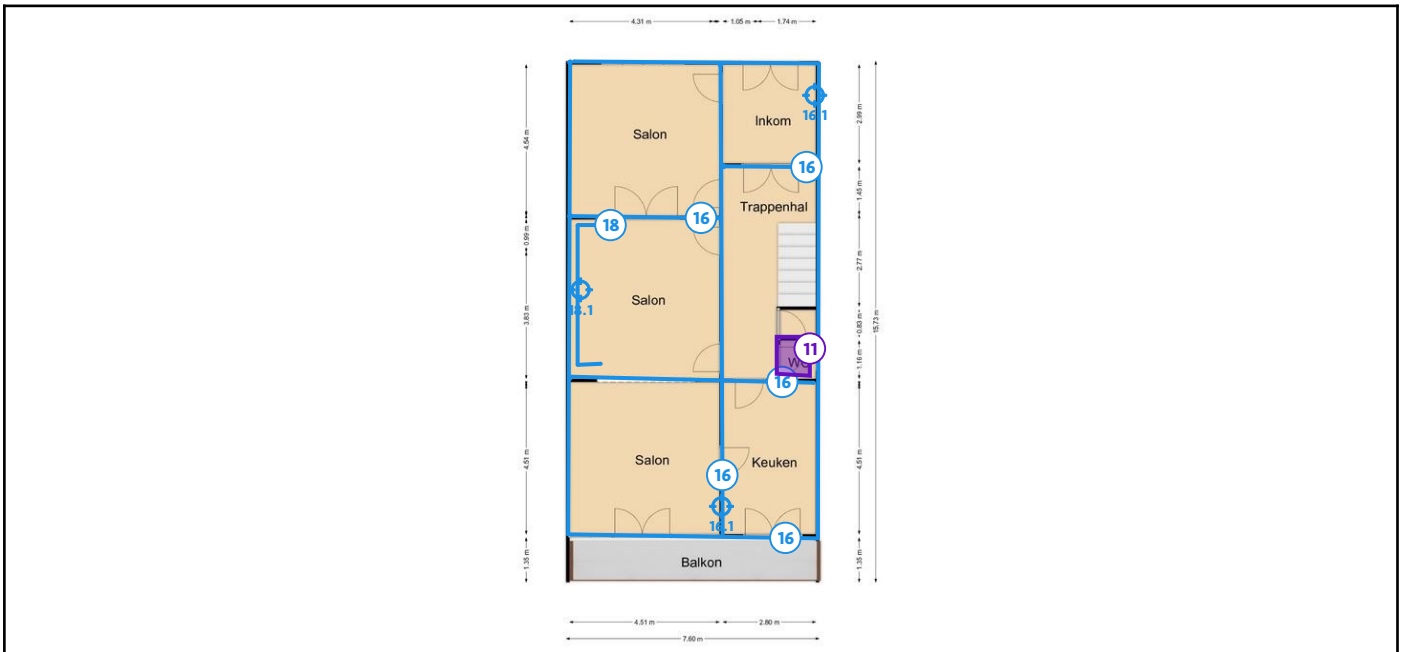 4.31 m 1.05 m 1.74 m
Inkom
16.1
2.99 m
Salon
4.54 m
16
1.45 m
Trappenhal
18
16
0.99 m
2.77 m
Salon
18.1
3.83 m
15.73 m
0.83 m
11
WC
1.16 m
16
Salon
Keuken
4.51 m
4.51 m
16
16.1
16
Balkon
1.35 m
1.35 m
4.51 m 2.80 m
7.60 m